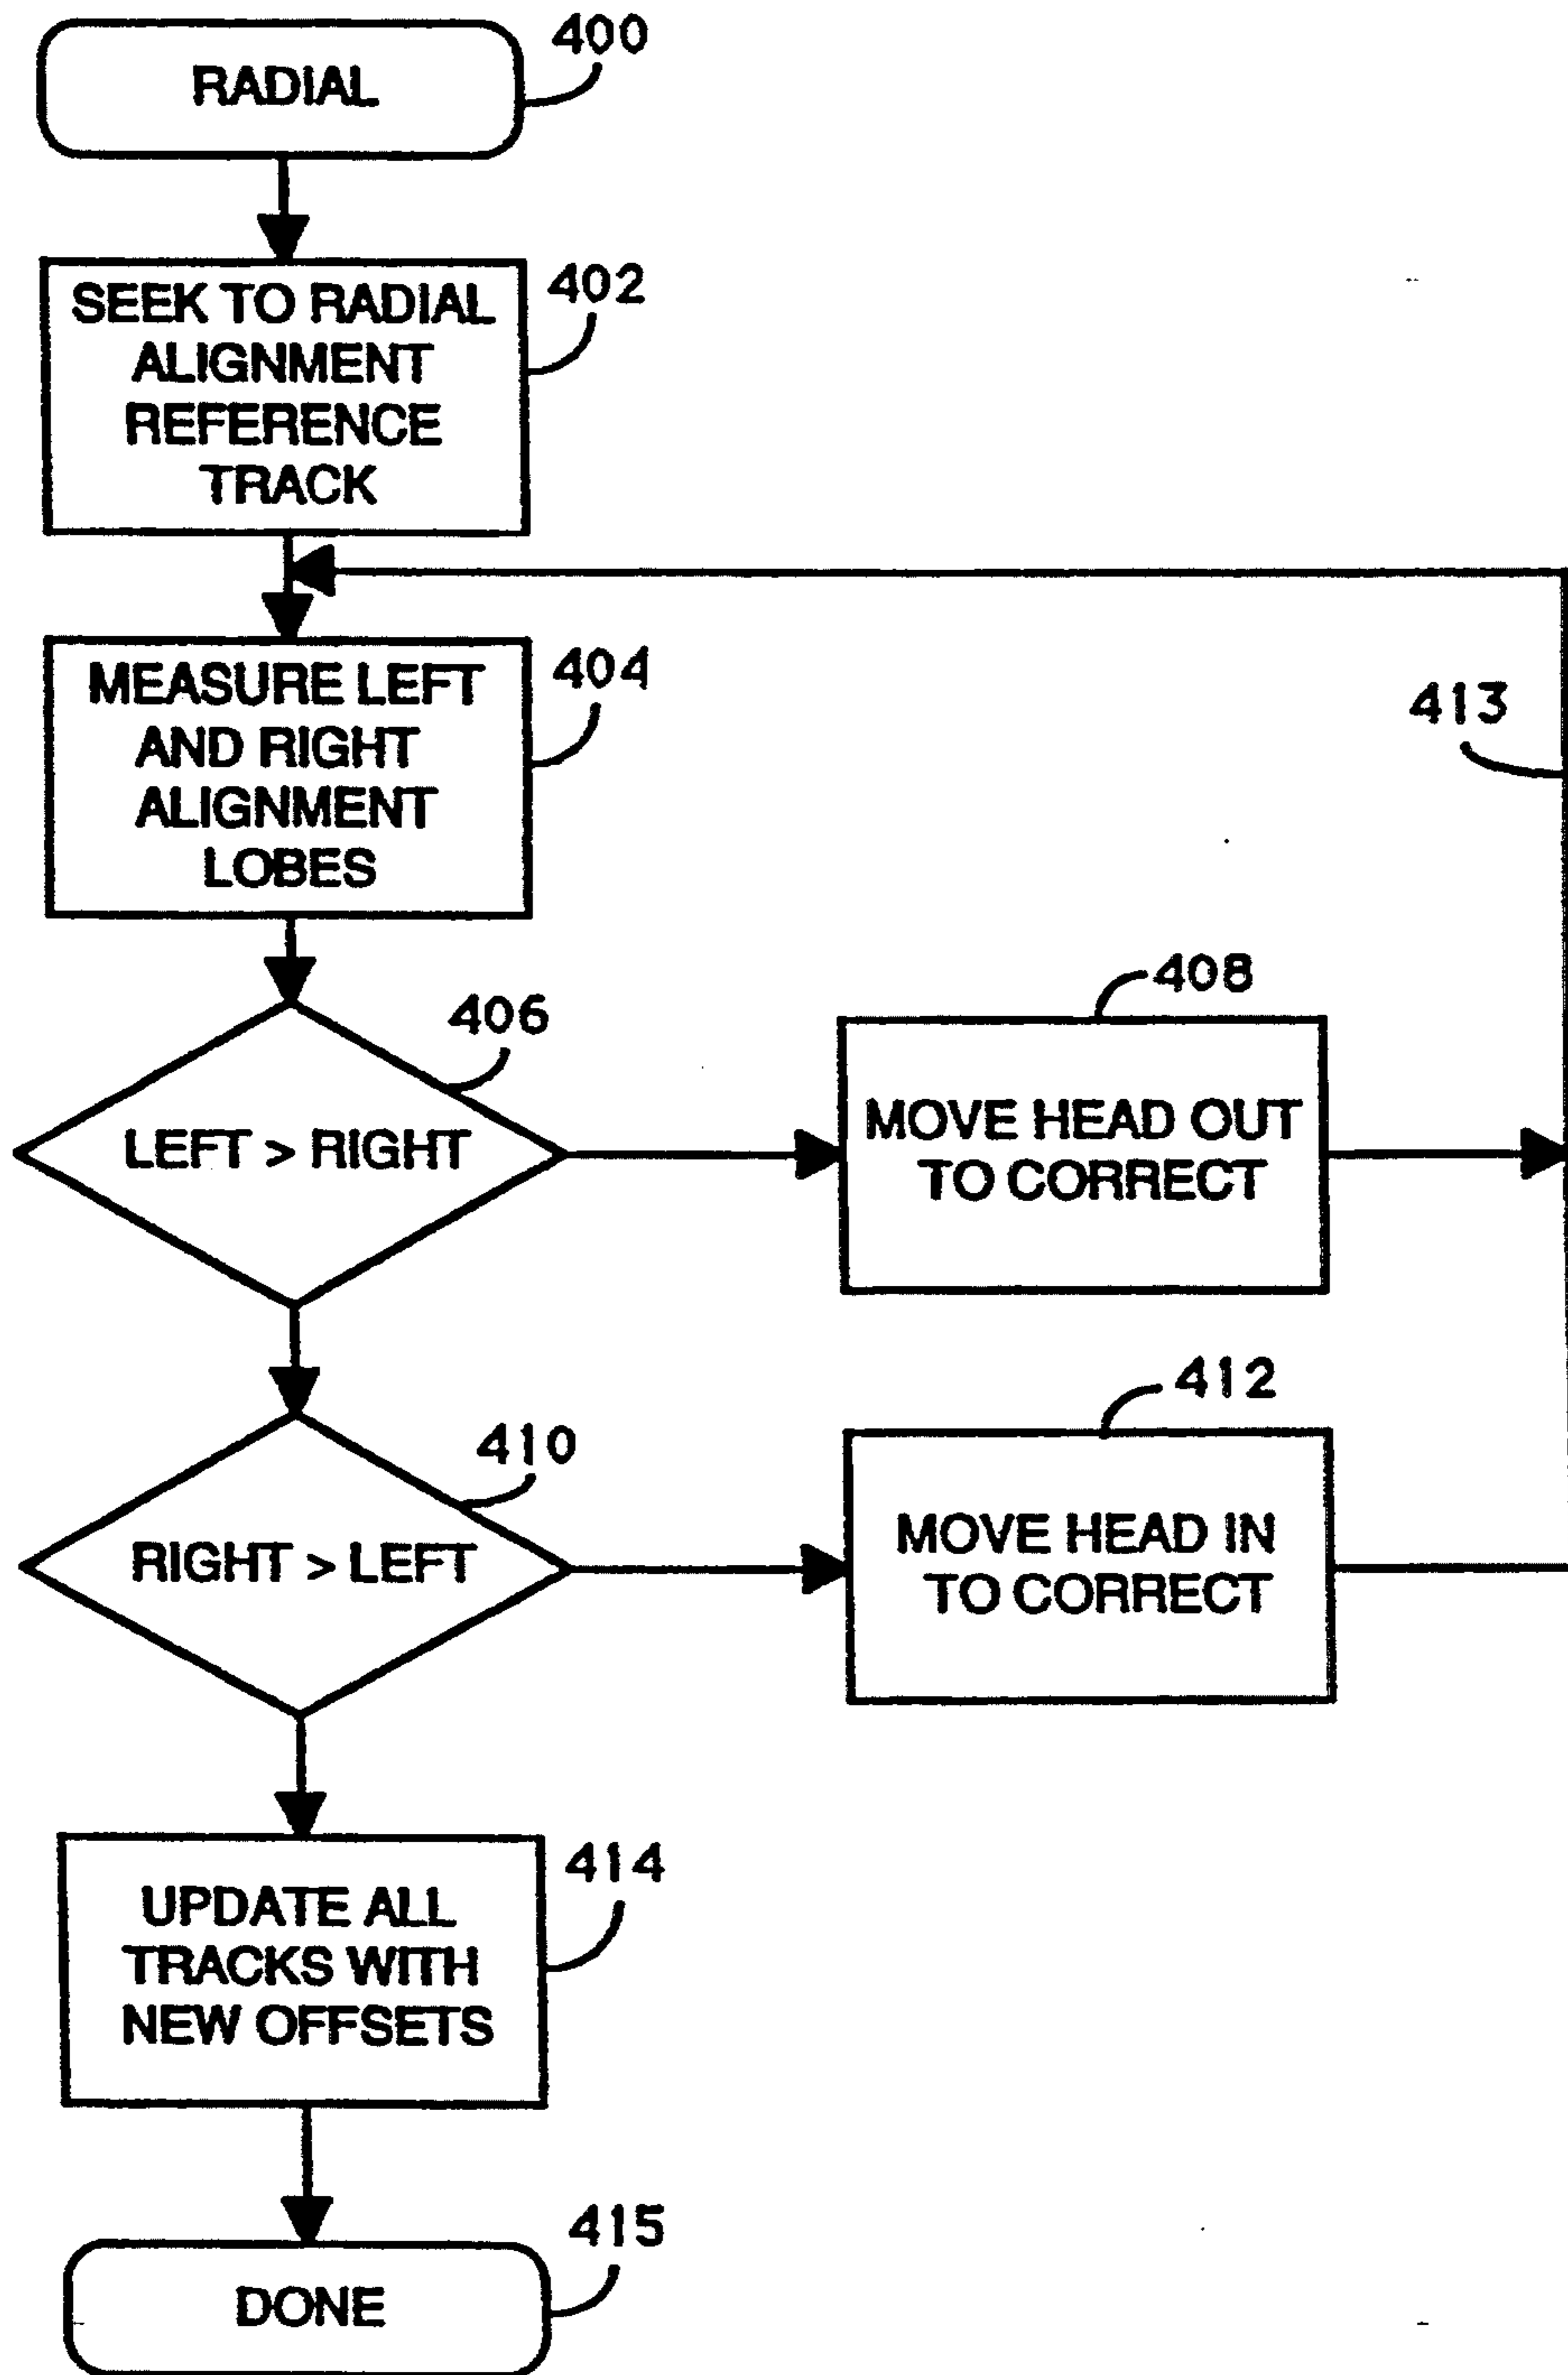 RADIAL
400
SEEK TO RADIAL
ALIGNMENT
REFERENCE
TRACK
402
MEASURE LEFT
AND RIGHT
ALIGNMENT
LOBES
404
413
LEFT > RIGHT
406
MOVE HEAD OUT
TO CORRECT
408
RIGHT > LEFT
410
MOVE HEAD IN
TO CORRECT
412
UPDATE ALL
TRACKS WITH
NEW OFFSETS
414
DONE
415